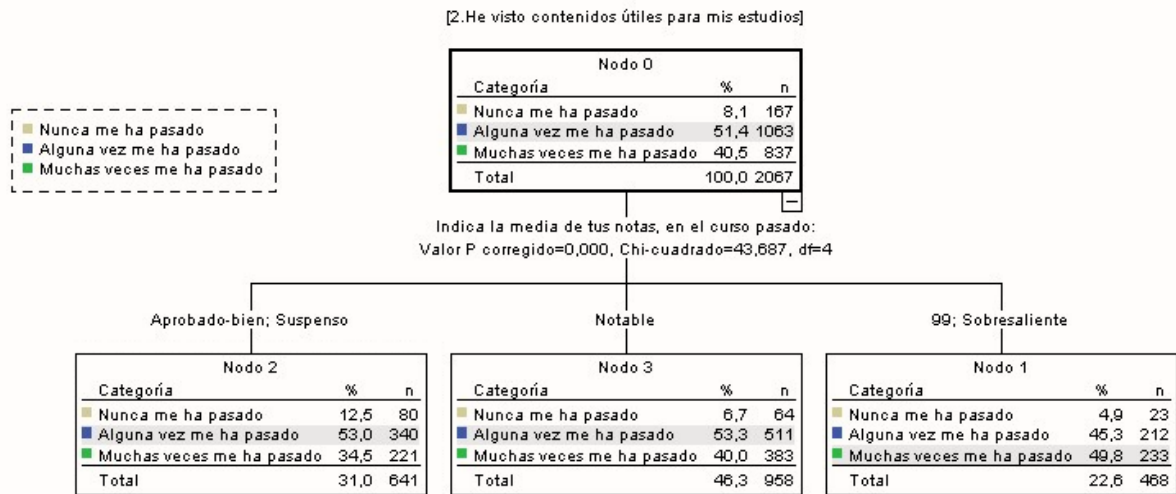 [2.He visto contenidos útiles para mis estudios]
Nunca me ha pasado
Alguna vez me ha pasado
Muchas veces me ha pasado
Nodo 0
Categoría % n
Nunca me ha pasado 8,1 167
Alguna vez me ha pasado 51,4 1063
Muchas veces me ha pasado 40,5 837
Total 100,0 2067
Indica la media de tus notas, en el curso pasado:
Valor P corregido=0,000, Chi-cuadrado=43,687, df=4
Aprobado-bien; Suspenso
Nodo 2
Categoría % n
Nunca me ha pasado 12,5 80
Alguna vez me ha pasado 53,0 340
Muchas veces me ha pasado 34,5 221
Total 31,0 641
Notable
Nodo 3
Categoría % n
Nunca me ha pasado 6,7 64
Alguna vez me ha pasado 53,3 511
Muchas veces me ha pasado 40,0 383
Total 46,3 958
99; Sobresaliente
Nodo 1
Categoría % n
Nunca me ha pasado 4,9 23
Alguna vez me ha pasado 45,3 212
Muchas veces me ha pasado 49,8 233
Total 22,6 468